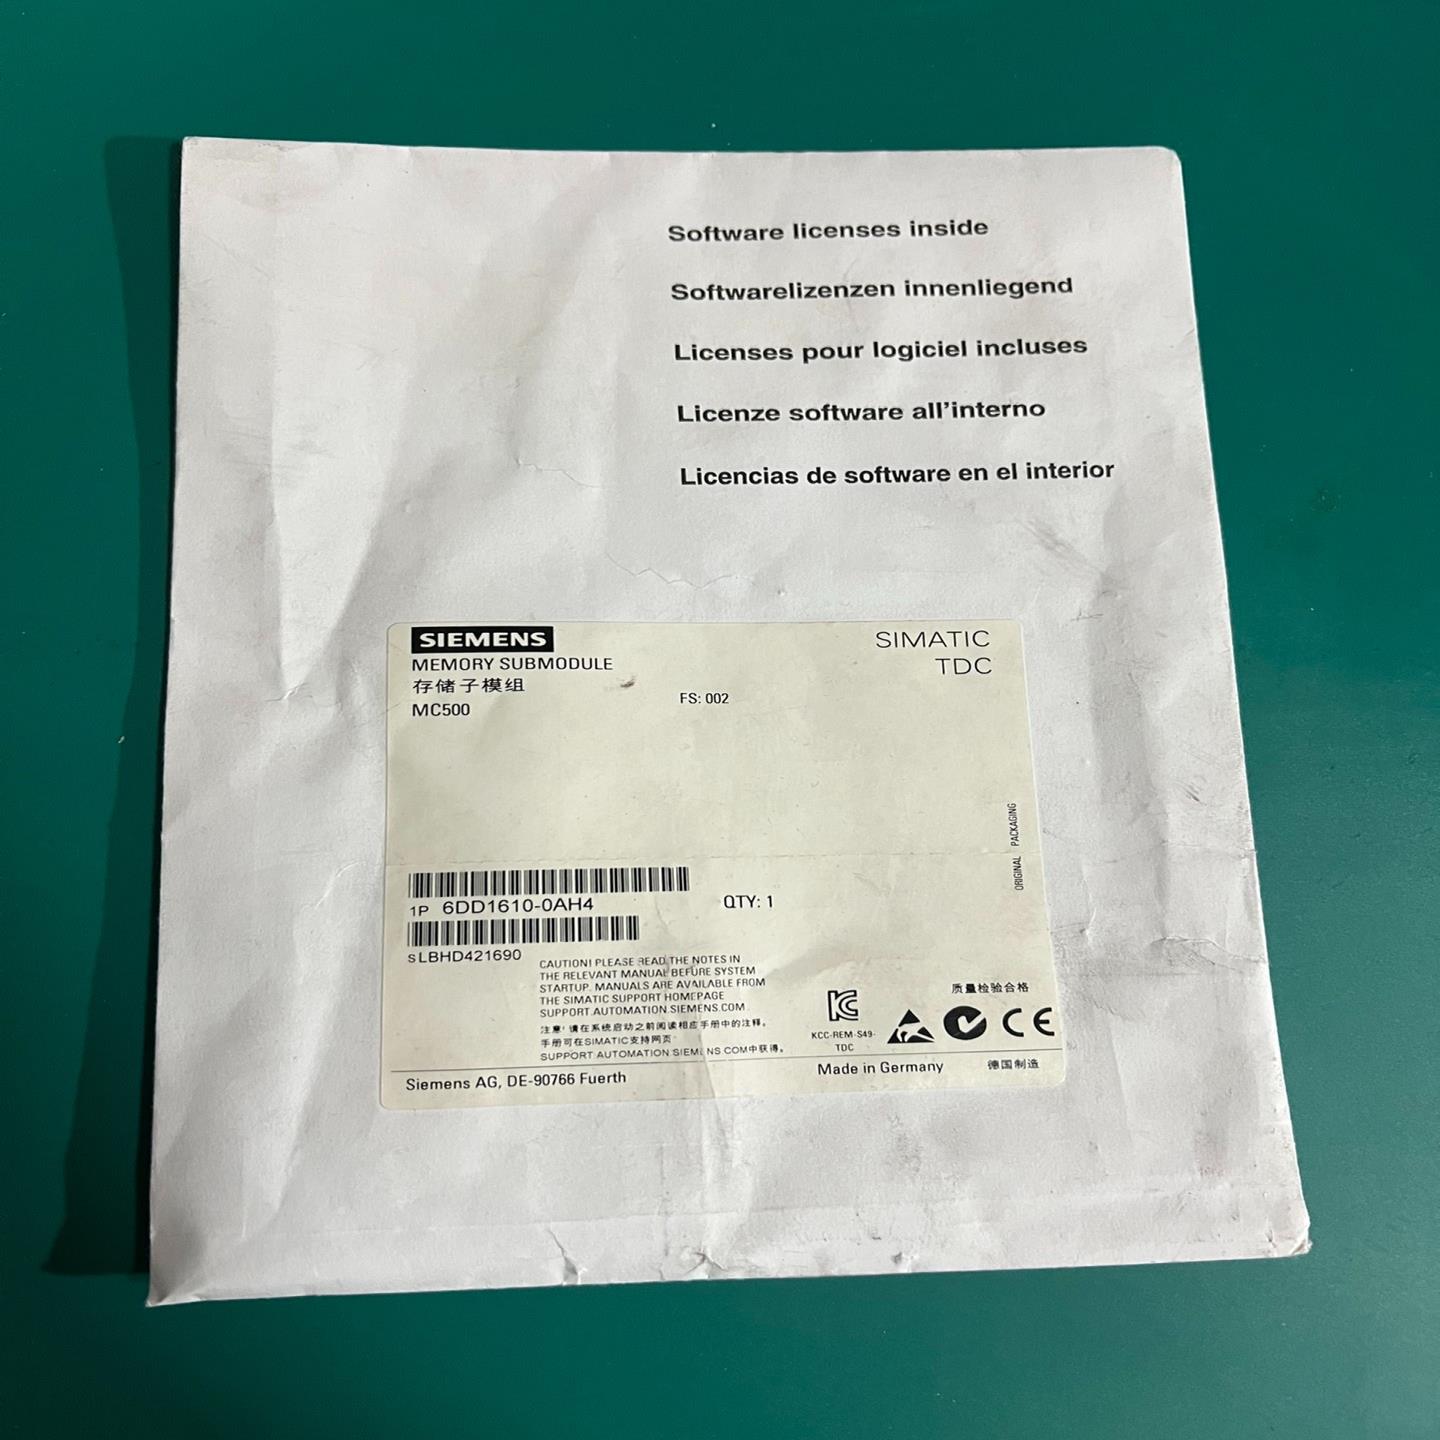 Software licenses inside
Softwarelizenzen innenliegend
Licenses pour logiciel incluses
Licenze software all'interno
Licencias de software en el interior
SIEMENS
SIMATIC
TDC
MEMORY SUBMODULE
存储子模组
MC500
FS: 002
ORIGINAL PACKAGING
1P 6DD1610-0AH4
QTY: 1
S LBHD421690
CAUTION! PLEASE READ THE NOTES IN
THE RELEVANT MANUAL BEFORE SYSTEM
STARTUP. MANUALS ARE AVAILABLE FROM
THE SIMATIC SUPPORT HOMEPAGE
SUPPORT.AUTOMATION.SIEMENS.COM
注意!请在系统启动之前阅读相应手册中的注释。
手册可在SIMATIC支持网页
SUPPORT.AUTOMATION.SIEMENS.COM中获得。
KCC-REM-S49-
TDC
质量检验合格
CE
Siemens AG, DE-90766 Fuerth
Made in Germany
德国制造